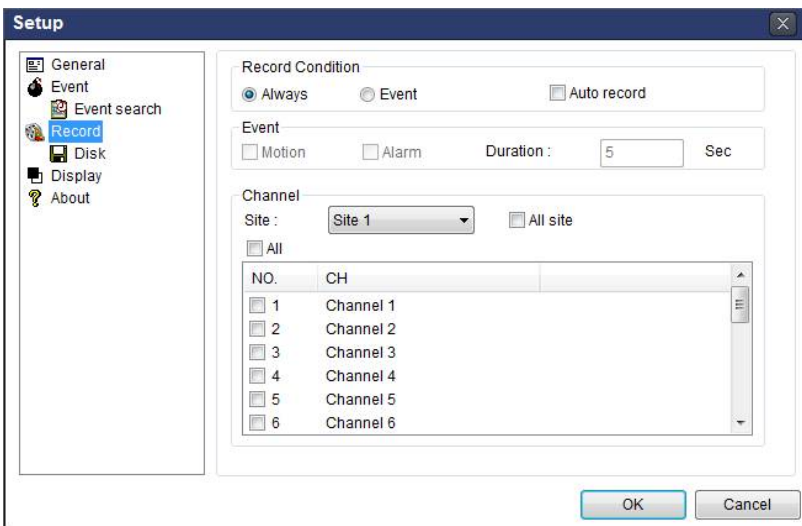 Setup
General
Event
Event search
Record
Disk
Display
About
Record Condition
Always Event Auto record
Event
Motion Alarm Duration : 5 Sec
Channel
Site : Site 1 All site
All
NO. CH
1 Channel 1
2 Channel 2
3 Channel 3
4 Channel 4
5 Channel 5
6 Channel 6
OK Cancel